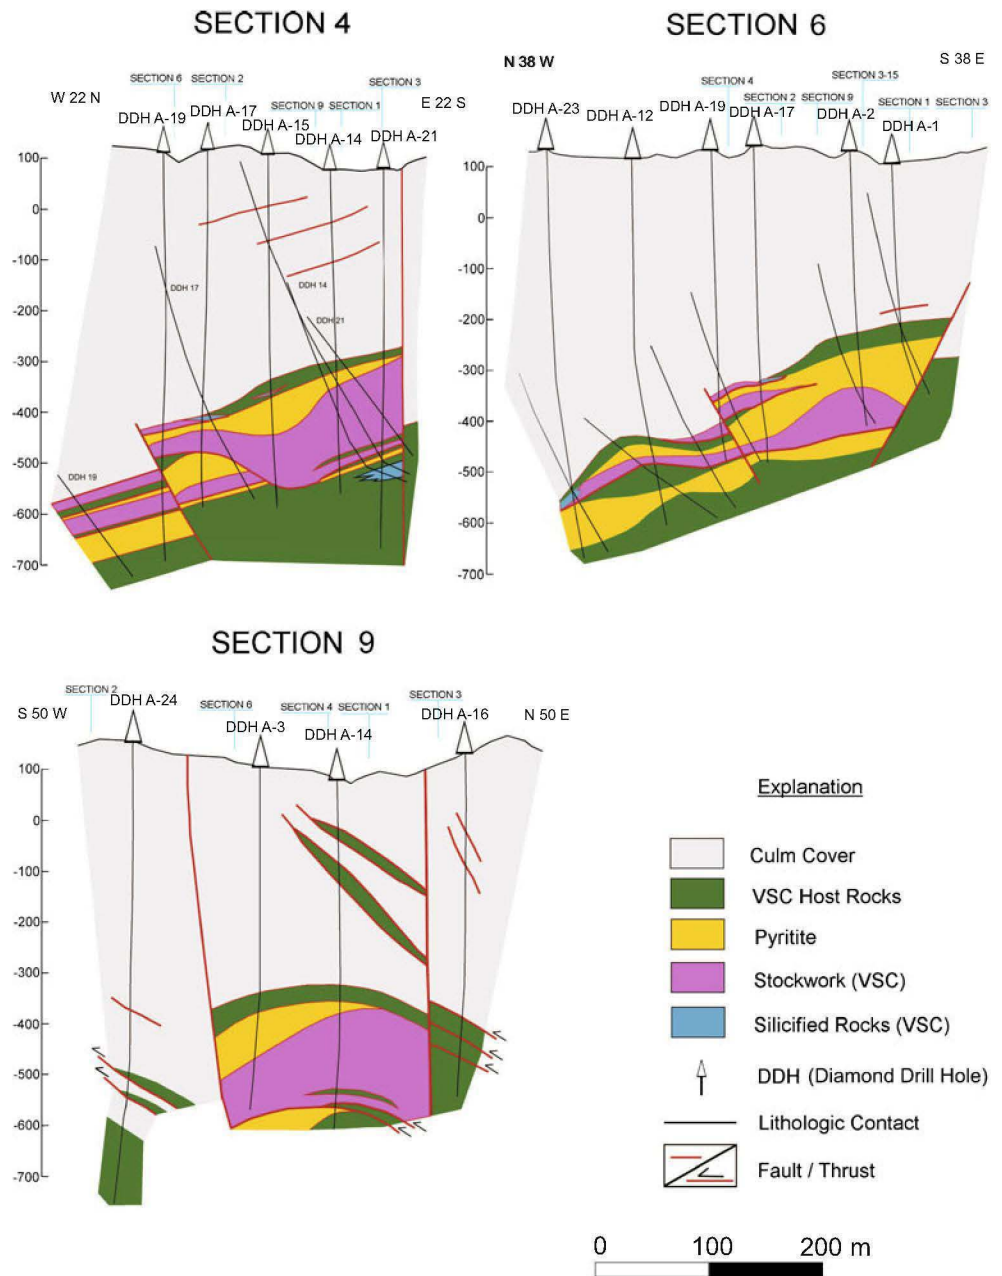 SECTION 4
SECTION 6 SECTION 2 SECTION 3
W 22 N E 22 S
SECTION 9 SECTION 1
DDH A-19 DDH A-17 DDH A-15 DDH A-14 DDH A-21
100
0
-100
-200
-300
-400
-500
-600
-700
DDH 17
DDH 14
DDH 21
DDH 19
SECTION 6
N 38 W S 38 E
SECTION 4 SECTION 3-15
SECTION 2 SECTION 9 SECTION 1 SECTION 3
DDH A-23 DDH A-12 DDH A-19 DDH A-17 DDH A-2 DDH A-1
100
0
-100
-200
-300
-400
-500
-600
-700
SECTION 9
SECTION 2 SECTION 6 SECTION 4 SECTION 1 SECTION 3
S 50 W N 50 E
DDH A-24 DDH A-3 DDH A-14 DDH A-16
100
0
-100
-200
-300
-400
-500
-600
-700
Explanation
Culm Cover
VSC Host Rocks
Pyritite
Stockwork (VSC)
Silicified Rocks (VSC)
DDH (Diamond Drill Hole)
Lithologic Contact
Fault / Thrust
0 100 200 m